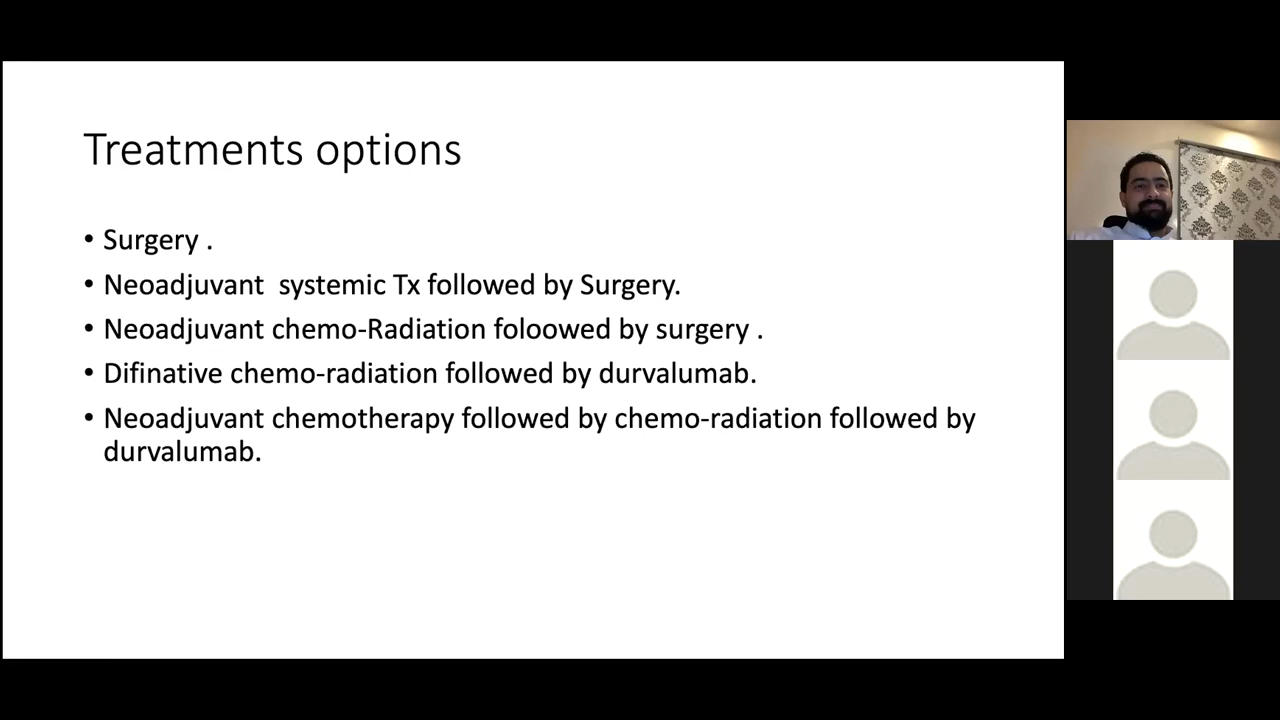 Treatments options
• Surgery .
• Neoadjuvant  systemic Tx followed by Surgery.
• Neoadjuvant chemo-Radiation foloowed by surgery .
• Difinative chemo-radiation followed by durvalumab.
• Neoadjuvant chemotherapy followed by chemo-radiation followed by
durvalumab.